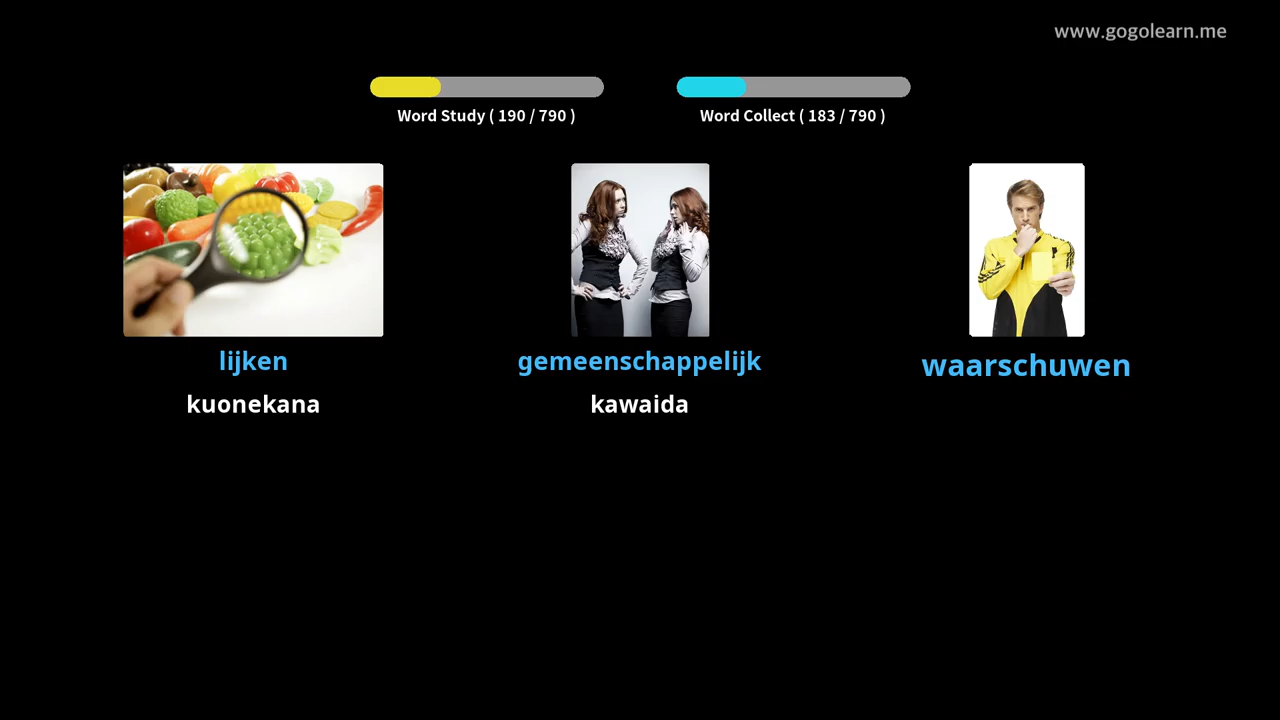 www.gogolearn.me
Word Study ( 190 / 790 )
Word Collect ( 183 / 790 )
lijken
gemeenschappelijk
waarschuwen
kuonekana
kawaida